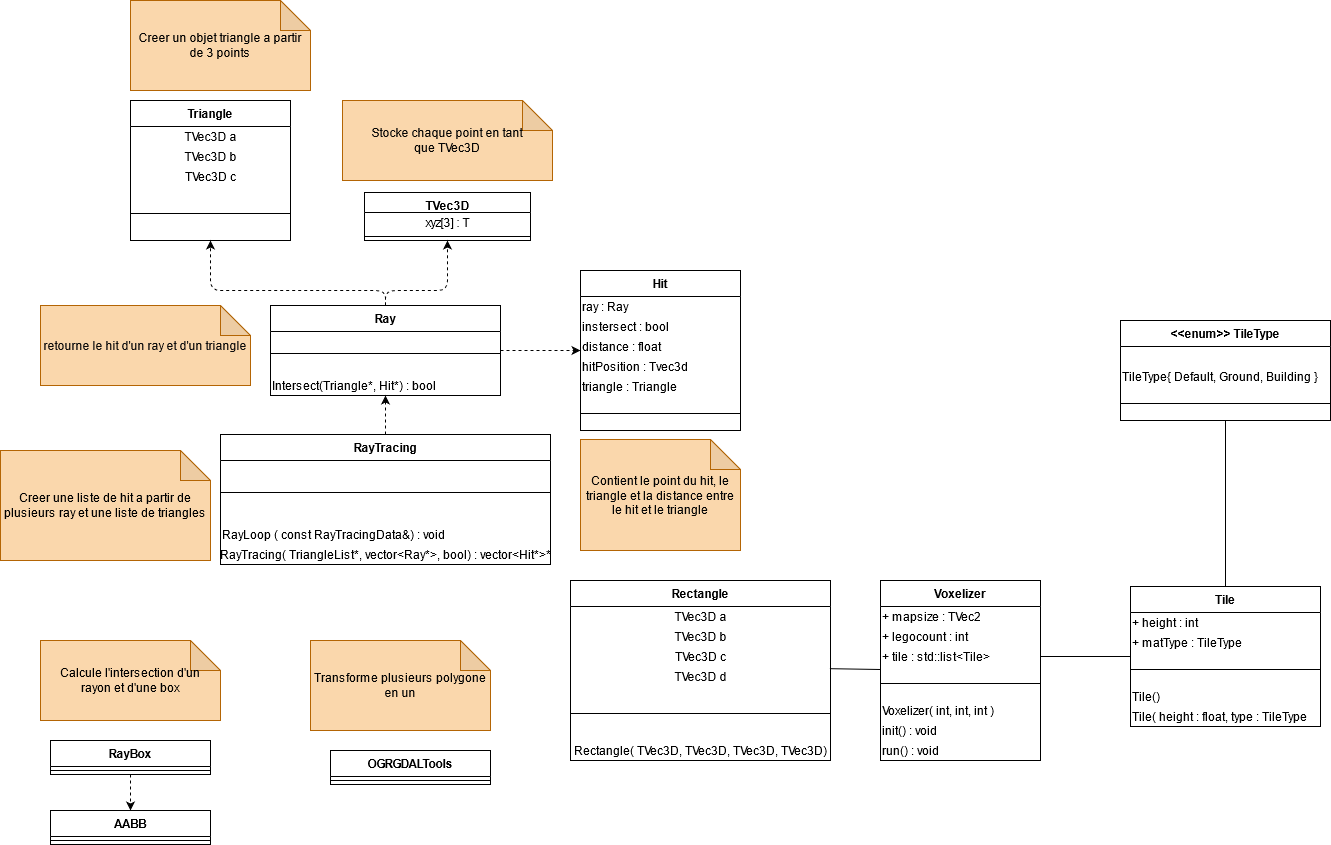 Creer un objet triangle a partir
de 3 points
Triangle
TVec3D a
TVec3D b
TVec3D c
Stocke chaque point en tant
que TVec3D
TVec3D
xyz[3] : T
retourne le hit d'un ray et d'un triangle
Ray
Intersect(Triangle*, Hit*) : bool
Hit
ray : Ray
instersect : bool
distance : float
hitPosition : Tvec3d
triangle : Triangle
<<enum>> TileType
TileType{ Default, Ground, Building }
Creer une liste de hit a partir de
plusieurs ray et une liste de triangles
RayTracing
RayLoop ( const RayTracingData&) : void
RayTracing( TriangleList*, vector<Ray*>, bool) : vector<Hit*>*
Contient le point du hit, le
triangle et la distance entre
le hit et le triangle
Rectangle
TVec3D a
TVec3D b
TVec3D c
TVec3D d
Rectangle( TVec3D, TVec3D, TVec3D, TVec3D)
Voxelizer
+ mapsize : TVec2
+ legocount : int
+ tile : std::list<Tile>
Voxelizer( int, int, int )
init() : void
run() : void
Tile
+ height : int
+ matType : TileType
Tile()
Tile( height : float, type : TileType
Calcule l'intersection d'un
rayon et d'une box
RayBox
AABB
Transforme plusieurs polygone
en un
OGRGDALTools